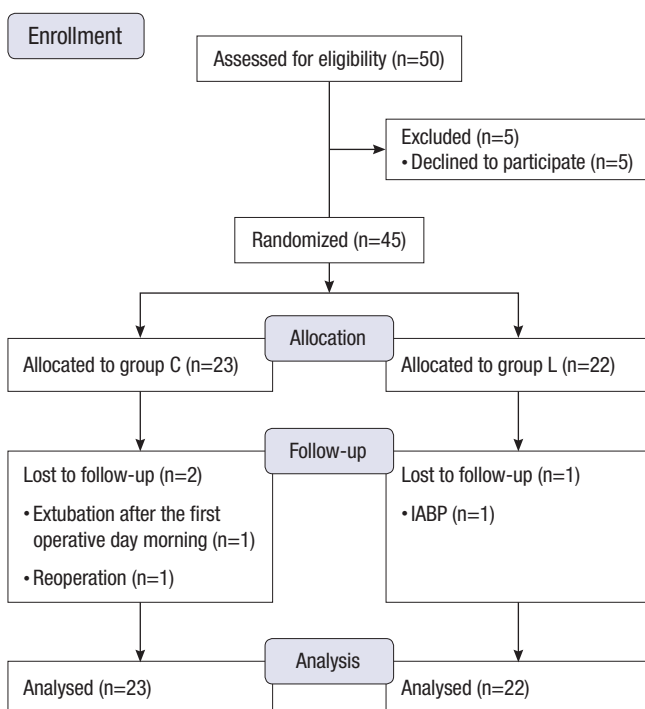 Enrollment
Assessed for eligibility (n=50)
Excluded (n=5)
• Declined to participate (n=5)
Randomized (n=45)
Allocation
Allocated to group C (n=23)
Allocated to group L (n=22)
Follow-up
Lost to follow-up (n=2)
• Extubation after the first
operative day morning (n=1)
• Reoperation (n=1)
Lost to follow-up (n=1)
• IABP (n=1)
Analysis
Analysed (n=23)
Analysed (n=22)